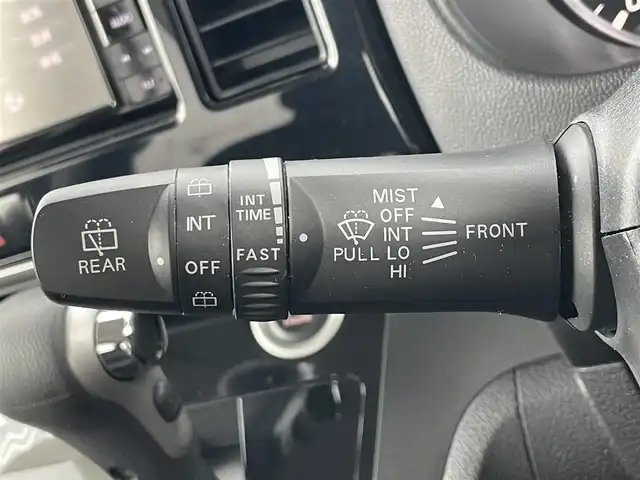 REAR
INT
OFF
INT
TIME
FAST
MIST
OFF
INT
PULL LO
HI
FRONT